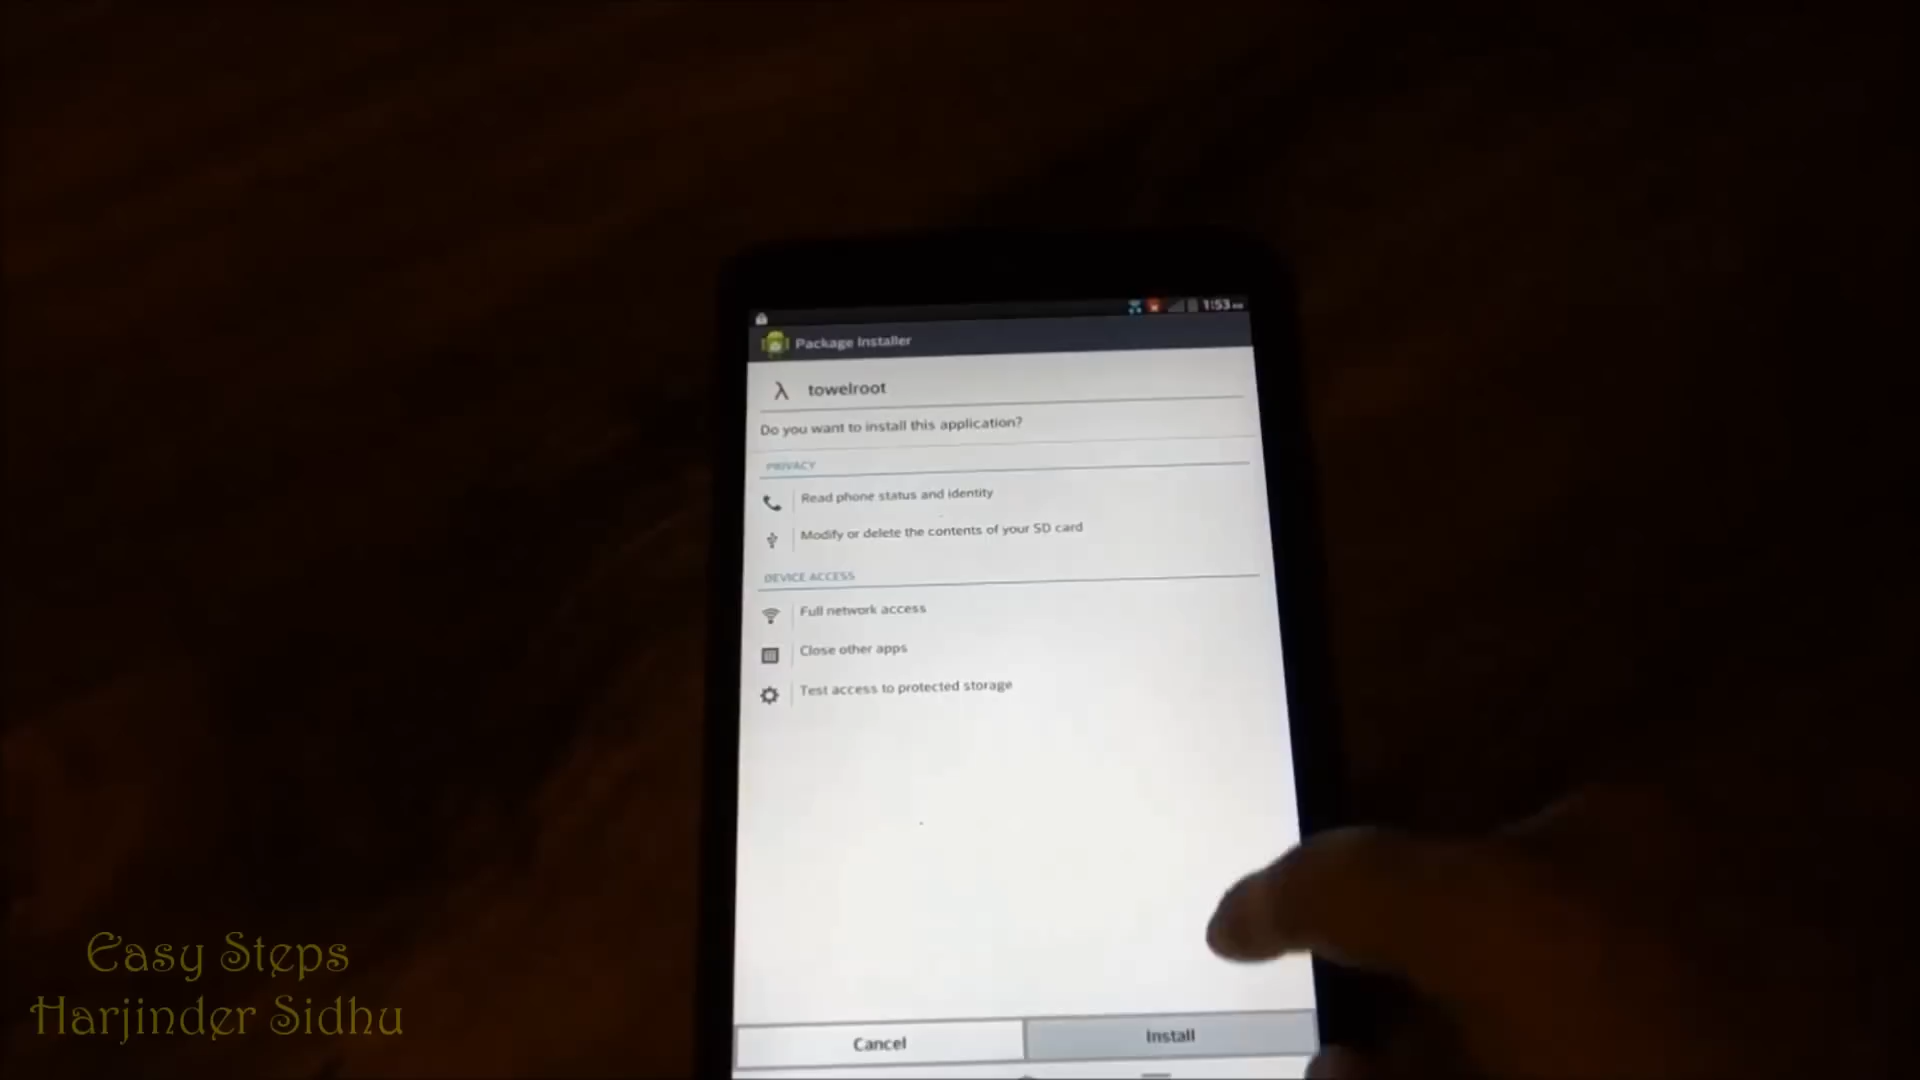 1:53
Package Installer
λ towelroot
Do you want to install this application?
PRIVACY
Read phone status and identity
Modify or delete the contents of your SD card
DEVICE ACCESS
Full network access
Close other apps
Test access to protected storage
Cancel
Install
Easy Steps
Harjinder Sidhu